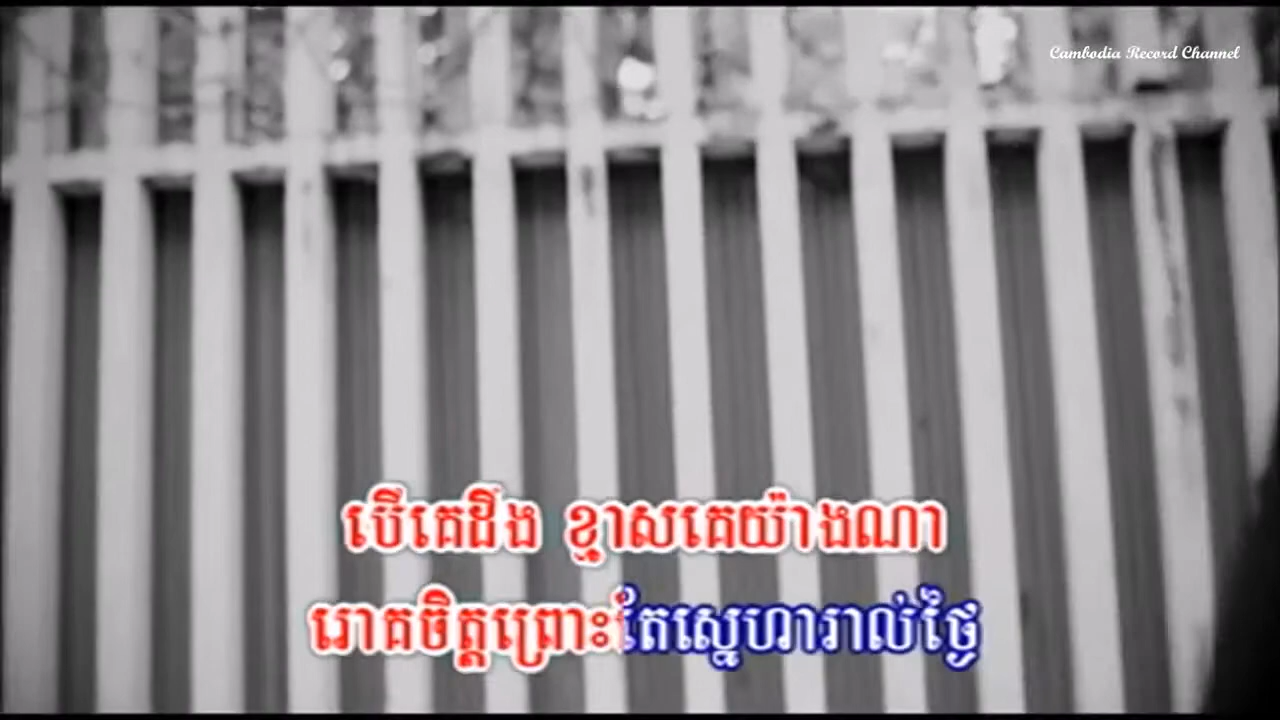 Cambodia Record Channel
បើគេដឹង ខ្មាសគេយ៉ាងណា
រោគចិត្តព្រោះតែស្នេហារាល់ថ្ងៃ